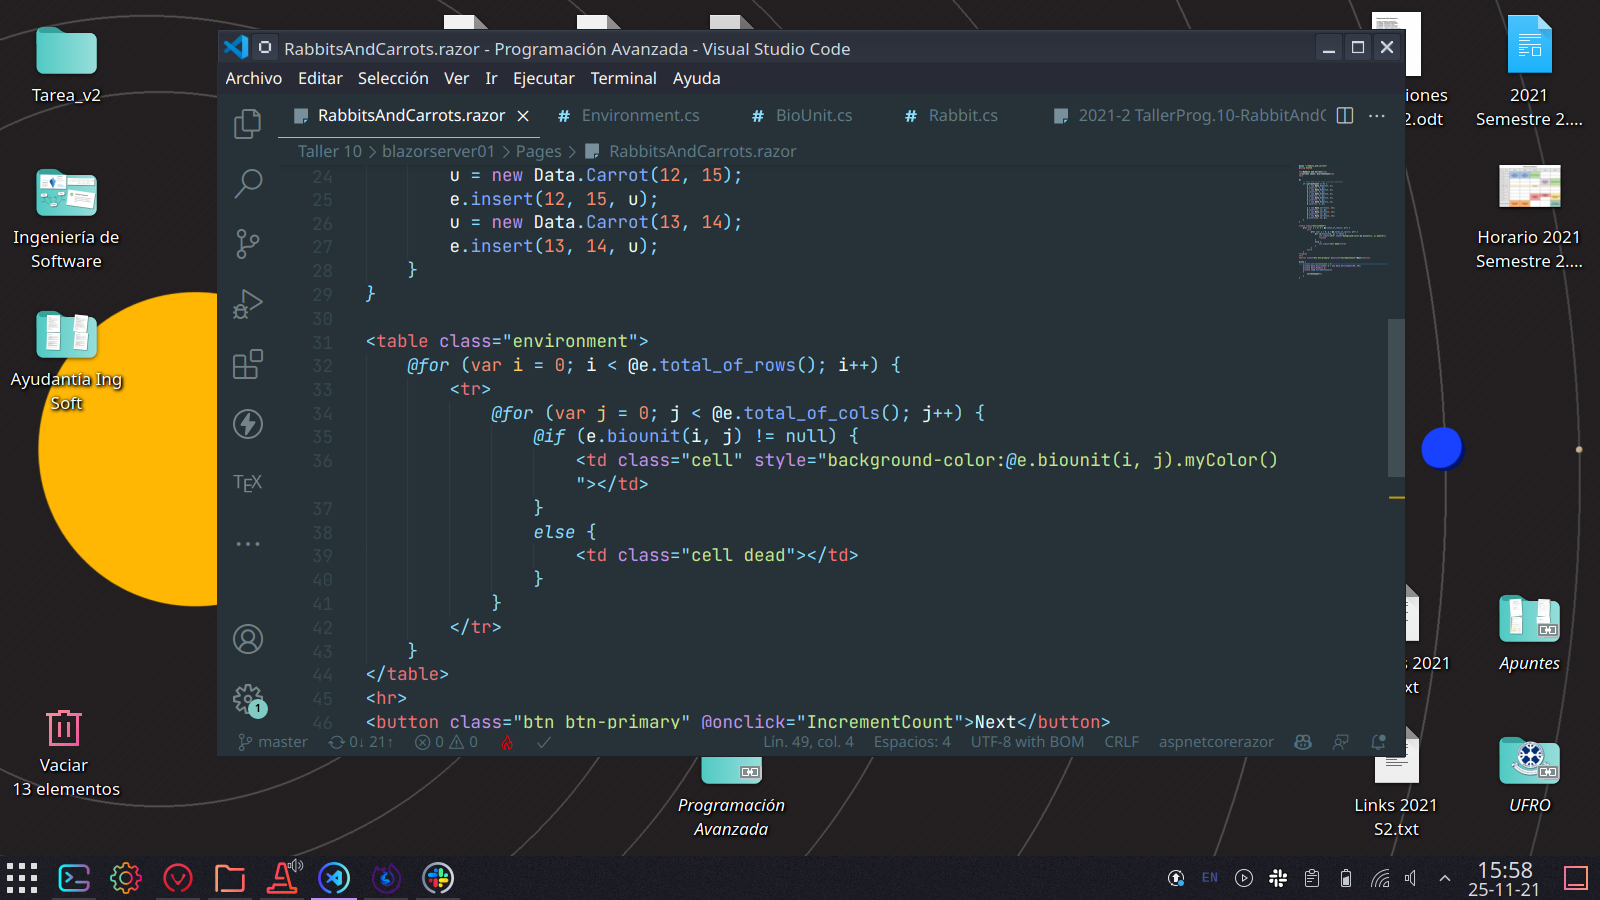 Tarea_v2
Ingeniería de
Software
Ayudantía Ing
Soft
Vaciar
13 elementos
RabbitsAndCarrots.razor - Programación Avanzada - Visual Studio Code
Archivo Editar Selección Ver Ir Ejecutar Terminal Ayuda
RabbitsAndCarrots.razor # Environment.cs # BioUnit.cs # Rabbit.cs 2021-2 TallerProg.10-RabbitAndC
Taller 10 > blazorserver01 > Pages > RabbitsAndCarrots.razor
24 u = new Data.Carrot(12, 15);
25 e.insert(12, 15, u);
26 u = new Data.Carrot(13, 14);
27 e.insert(13, 14, u);
28 }
29 }
30
31 <table class="environment">
32 @for (var i = 0; i < @e.total_of_rows(); i++) {
33 <tr>
34 @for (var j = 0; j < @e.total_of_cols(); j++) {
35 @if (e.biounit(i, j) != null) {
36 <td class="cell" style="background-color:@e.biounit(i, j).myColor()
"></td>
37 }
38 else {
39 <td class="cell dead"></td>
40 }
41 }
42 </tr>
43 }
44 </table>
45 <hr>
46 <button class="btn btn-primary" @onclick="IncrementCount">Next</button>
TEX
1
master 0↓ 21↑ 0 0 Lín. 49, col. 4 Espacios: 4 UTF-8 with BOM CRLF aspnetcorerazor
iones
2.odt
2021
Semestre 2....
Horario 2021
Semestre 2....
s 2021
xt
Apuntes
Programación
Avanzada
Links 2021
S2.txt
UFRO
EN
15:58
25-11-21